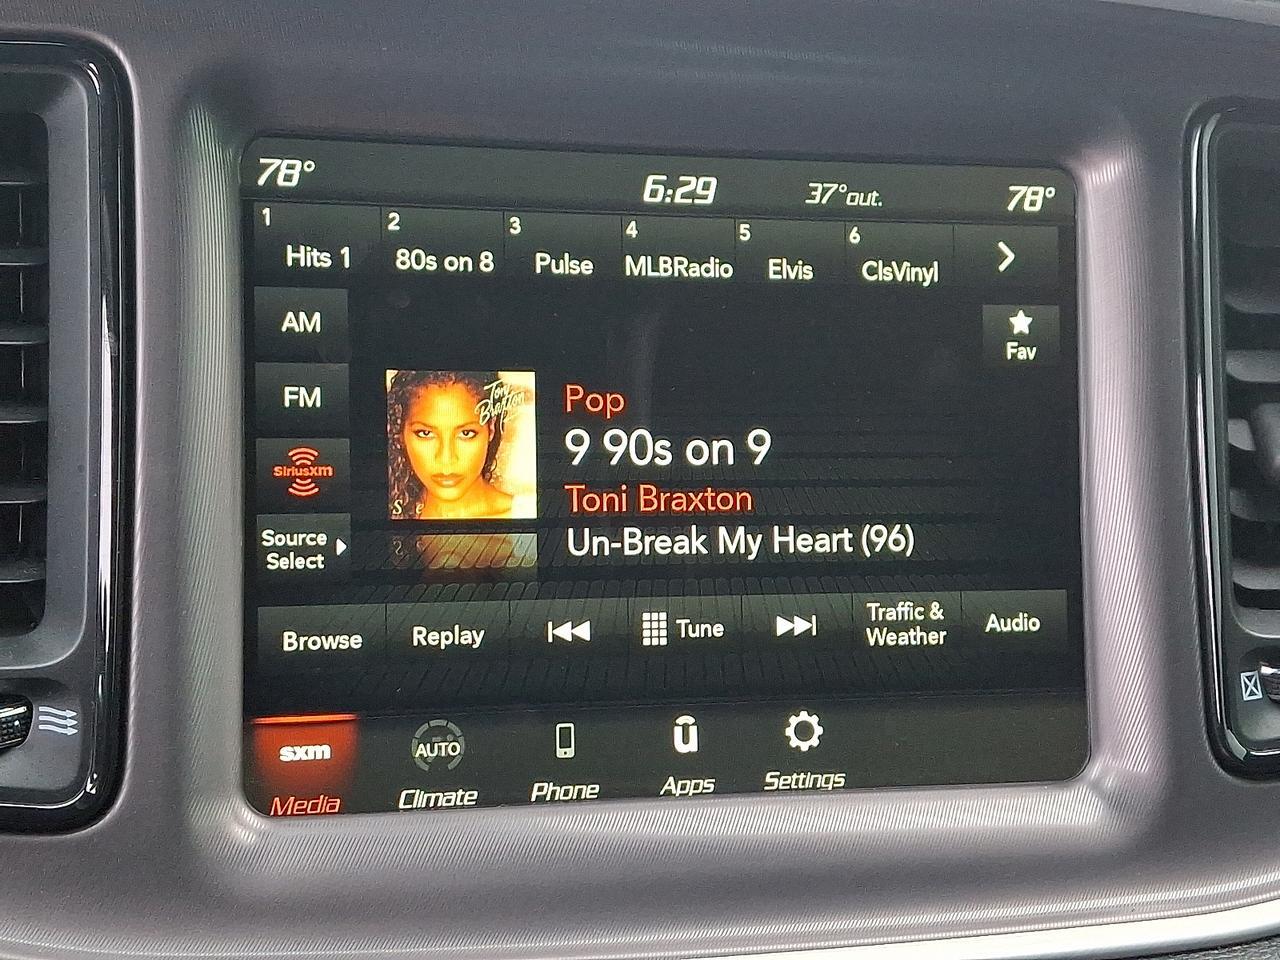 78° 6:29 37°out. 78°
1 2 3 4 5 6
Hits 1 80s on 8 Pulse MLBRadio Elvis ClsVinyl
AM
Fav
FM
Toni
Braxton
Pop
9 90s on 9
SiriusXM
Toni Braxton
Un-Break My Heart (96)
Source
Select
Browse Replay Tune Traffic &
Weather Audio
sxm AUTO
Media Climate Phone Apps Settings